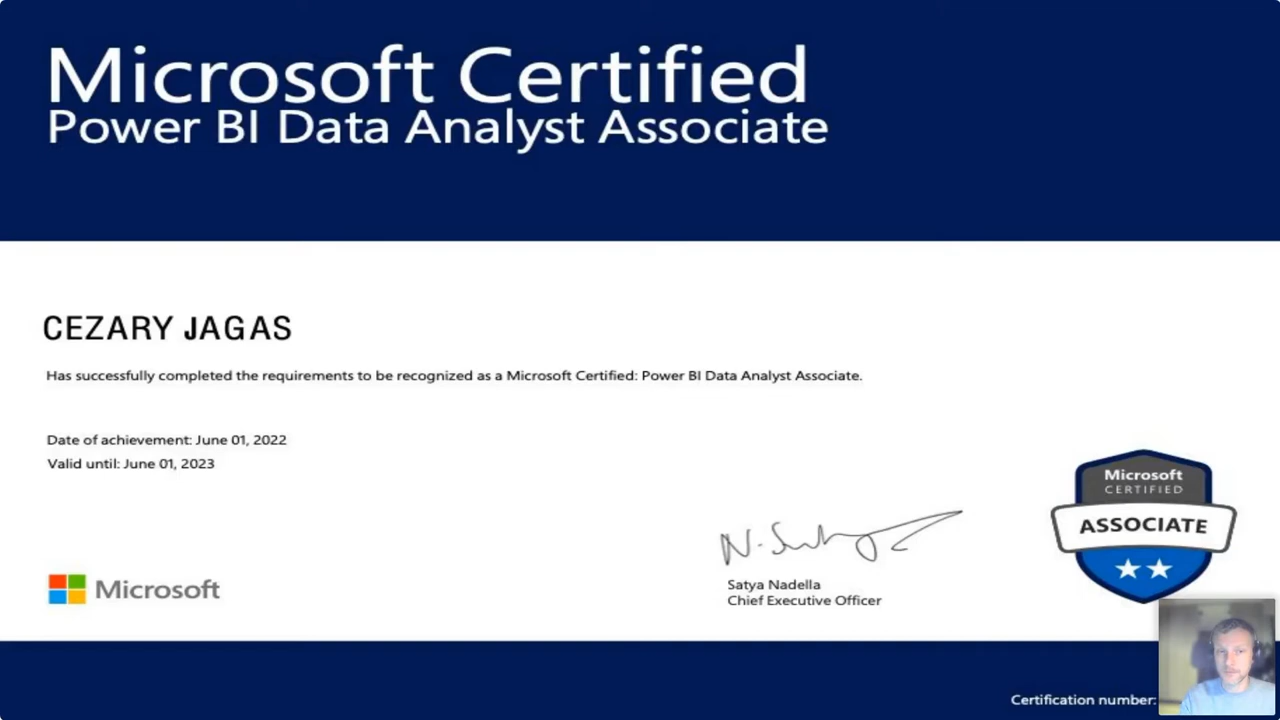 Microsoft Certified
Power BI Data Analyst Associate
CEZARY JAGAS
Has successfully completed the requirements to be recognized as a Microsoft Certified: Power BI Data Analyst Associate.
Date of achievement: June 01, 2022
Valid until: June 01, 2023
Microsoft
CERTIFIED
ASSOCIATE
N. Satya
Satya Nadella
Chief Executive Officer
Microsoft
Certification number: